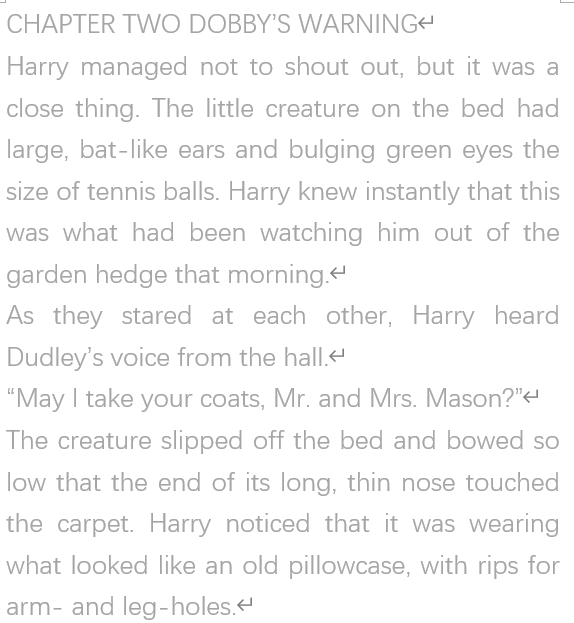 CHAPTER TWO DOBBY’S WARNING↵
Harry managed not to shout out, but it was a
close thing. The little creature on the bed had
large, bat-like ears and bulging green eyes the
size of tennis balls. Harry knew instantly that this
was what had been watching him out of the
garden hedge that morning.↵
As they stared at each other, Harry heard
Dudley’s voice from the hall.↵
“May I take your coats, Mr. and Mrs. Mason?”↵
The creature slipped off the bed and bowed so
low that the end of its long, thin nose touched
the carpet. Harry noticed that it was wearing
what looked like an old pillowcase, with rips for
arm- and leg-holes.↵